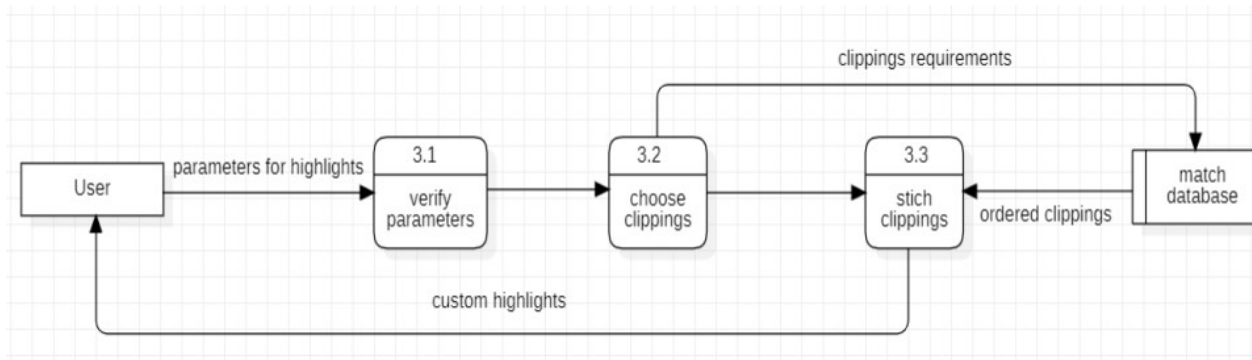 clippings requirements
User
parameters for highlights
3.1
verify
parameters
3.2
choose
clippings
3.3
stich
clippings
match
database
ordered clippings
custom highlights